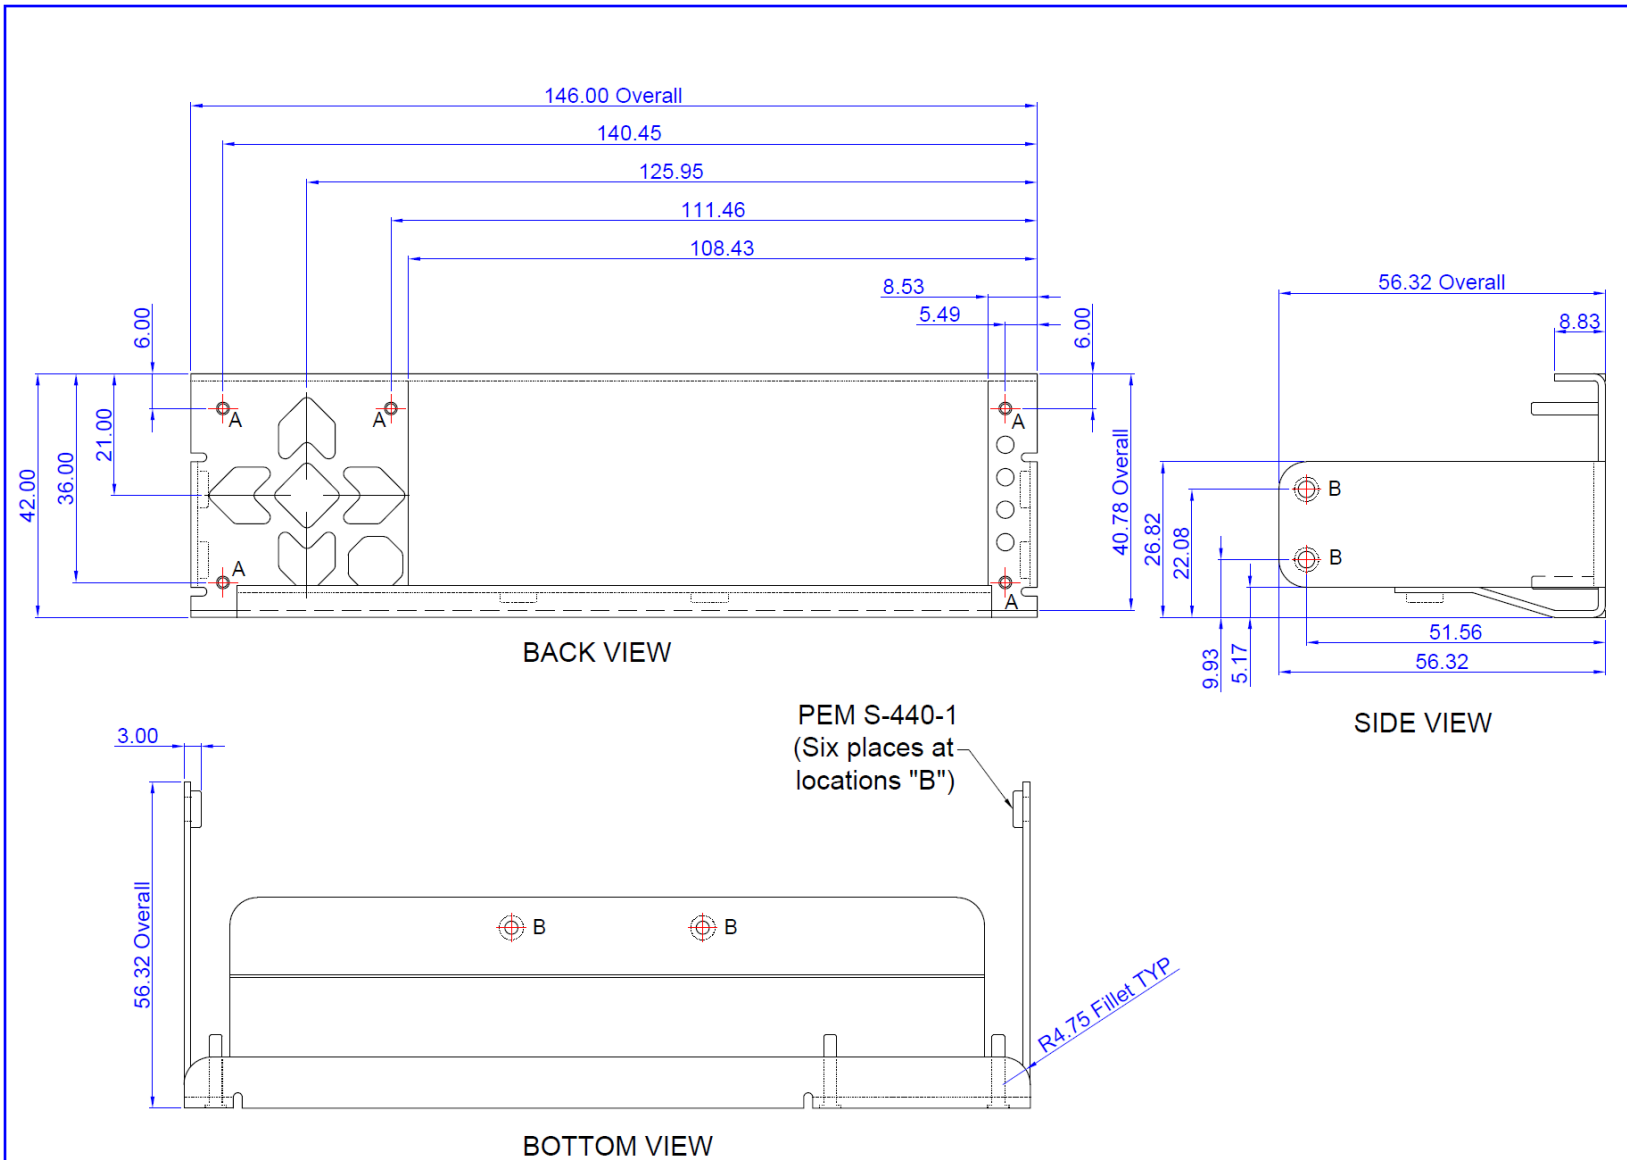 146.00 Overall
140.45
125.95
111.46
108.43
8.53
5.49
6.00
6.00
42.00
36.00
21.00
40.78 Overall
A
A
A
A
A
BACK VIEW
56.32 Overall
8.83
26.82
22.08
9.93
5.17
B
B
51.56
56.32
SIDE VIEW
3.00
56.32 Overall
PEM S-440-1
(Six places at
locations "B")
B
B
R4.75 Fillet TYP
BOTTOM VIEW